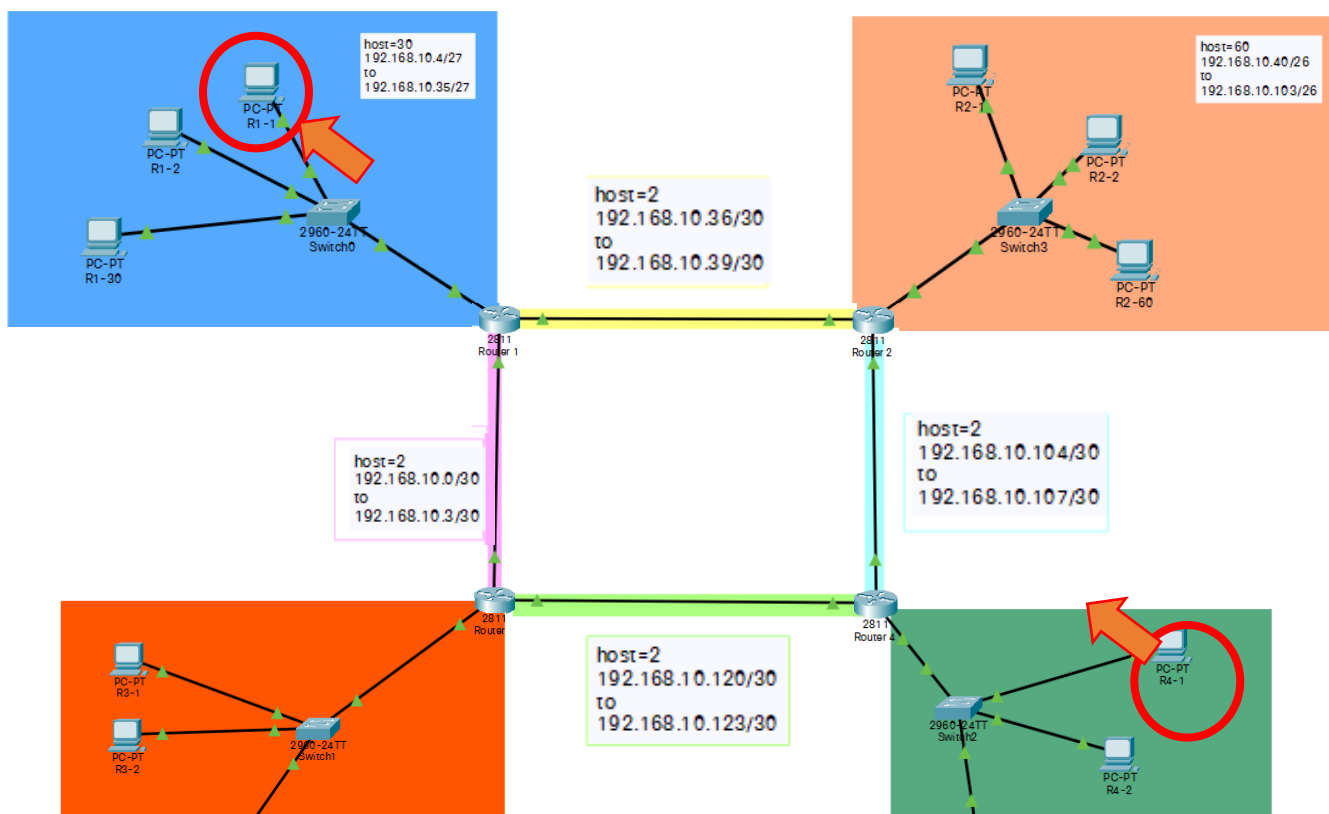 host=30
192.168.10.4/27
to
192.168.10.35/27
PC-PT
R1-1
PC-PT
R1-2
PC-PT
R1-30
2960-24TT
Switch0
host=60
192.168.10.40/26
to
192.168.10.103/26
PC-PT
R2-1
PC-PT
R2-2
PC-PT
R2-60
2960-24TT
Switch3
host=2
192.168.10.36/30
to
192.168.10.39/30
2811
Router 1
2811
Router 2
host=2
192.168.10.0/30
to
192.168.10.3/30
host=2
192.168.10.104/30
to
192.168.10.107/30
2811
Router
2811
Router 4
host=2
192.168.10.120/30
to
192.168.10.123/30
PC-PT
R3-1
PC-PT
R3-2
2960-24TT
Switch1
PC-PT
R4-1
2960-24TT
Switch2
PC-PT
R4-2